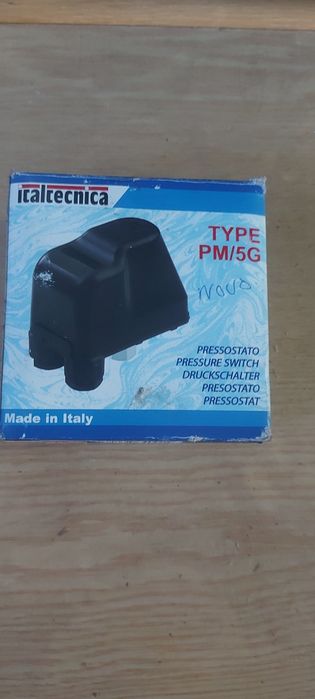 italtecnica
TYPE
PM/5G
novo
PRESSOSTATO
PRESSURE SWITCH
DRUCKSCHALTER
PRESOSTATO
PRESSOSTAT
Made in Italy